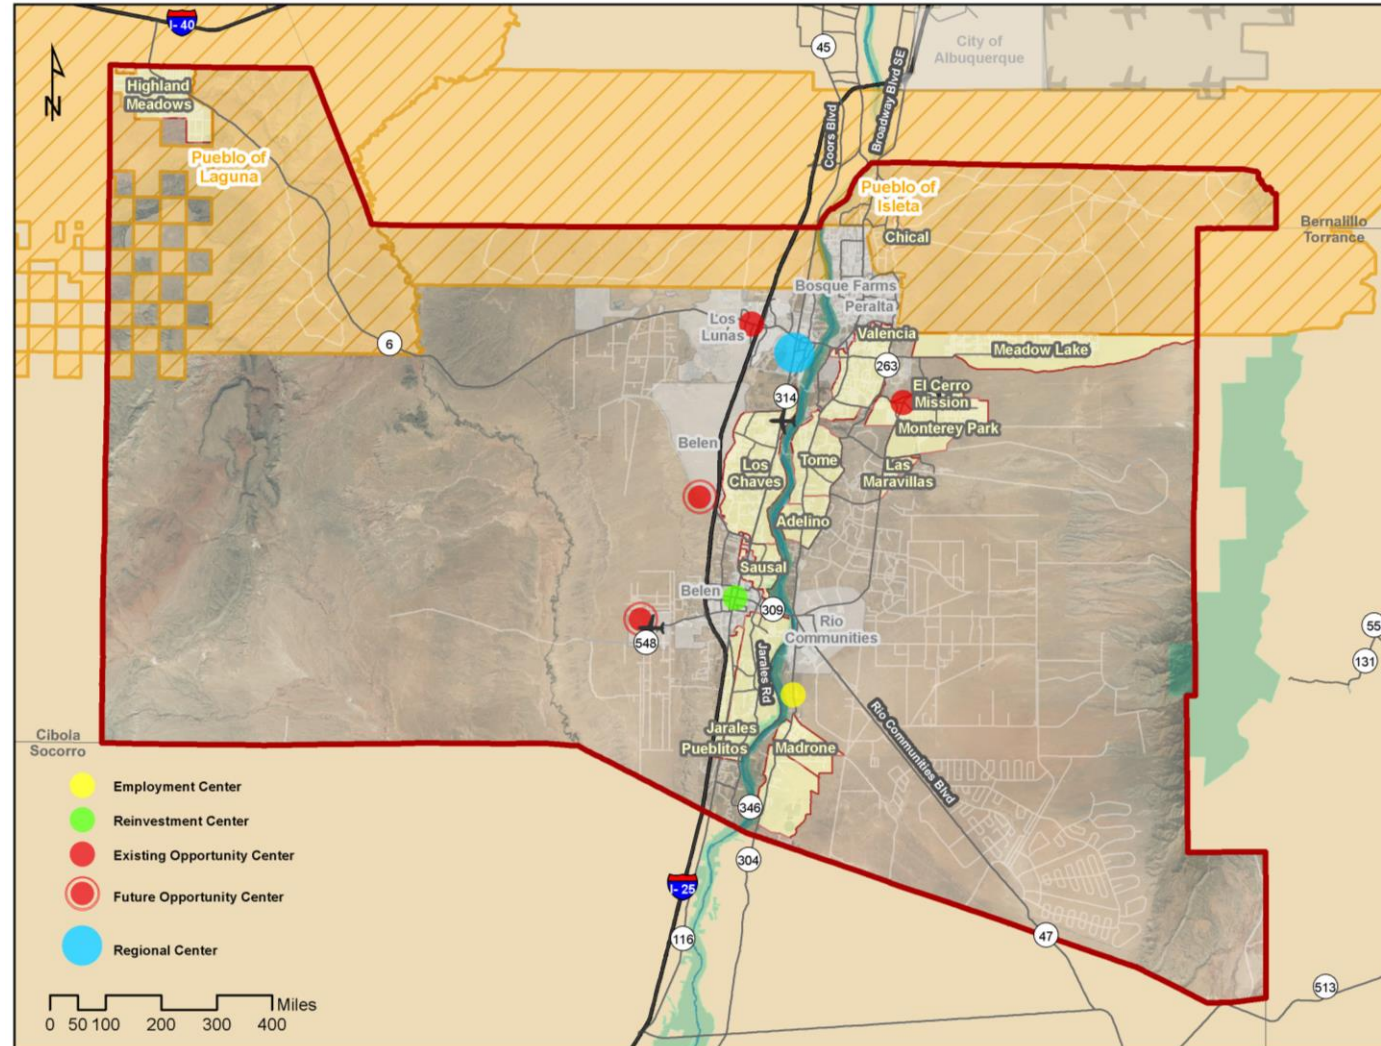 I- 40
45
City of
Albuquerque
Broadway Blvd SE
Coors Blvd
N
Highland
Meadows
Pueblo of
Laguna
Pueblo of
Isleta
Chical
Bernalillo
Torrance
Bosque Farms
Peralta
Los
Lunas
Valencia
6
Meadow Lake
263
El Cerro
Mission
314
Monterey Park
Belen
Los
Chaves
Tome
Las
Maravillas
Adelino
Sausal
Belen
309
Rio
Communities
548
55
131
Jarales Rd
Rio Communities Blvd
Jarales
Pueblitos
Madrone
Cibola
Socorro
346
304
I- 25
116
47
513
Employment Center
Reinvestment Center
Existing Opportunity Center
Future Opportunity Center
Regional Center
Miles
0 50 100 200 300 400